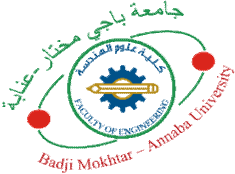 جامعة باجي مختار-عنابة
كلية علوم الهندسة
FACULTY OF ENGINEERING
Badji Mokhtar – Annaba University